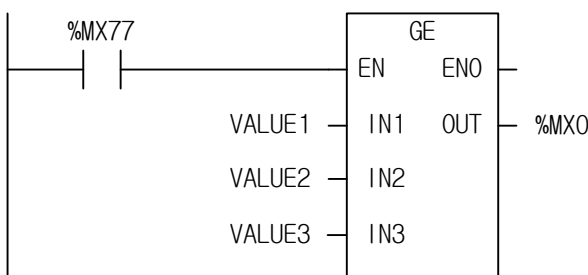 %MX77
GE
EN ENO
VALUE1 IN1 OUT %MX0
VALUE2 IN2
VALUE3 IN3